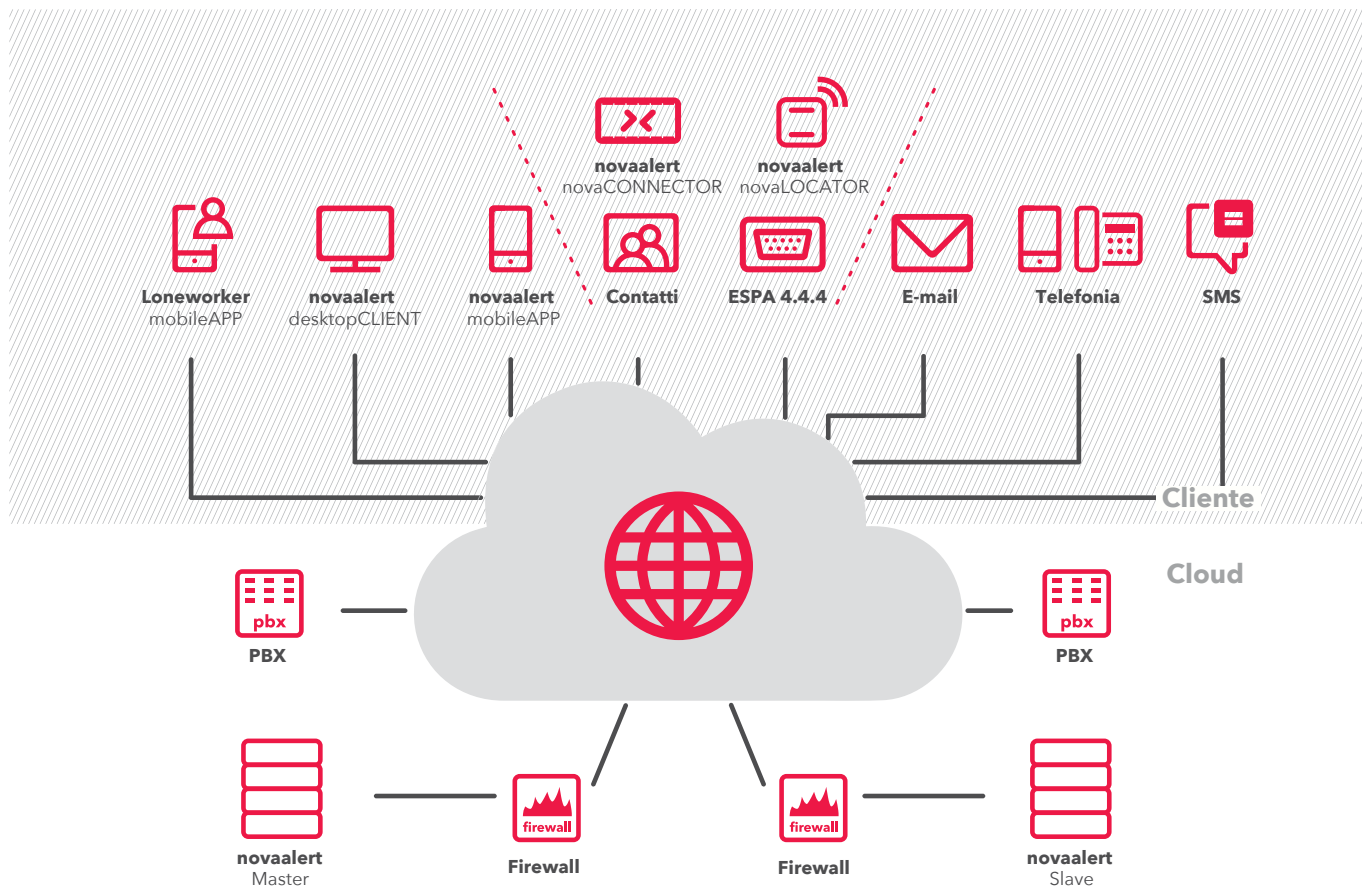 novaalert
novaCONNECTOR
novaalert
novaLOCATOR
Loneworker
mobileAPP
novaalert
desktopCLIENT
novaalert
mobileAPP
Contatti
ESPA 4.4.4
E-mail
Telefonia
SMS
Cliente
Cloud
pbx
PBX
pbx
PBX
novaalert
Master
firewall
Firewall
firewall
Firewall
novaalert
Slave